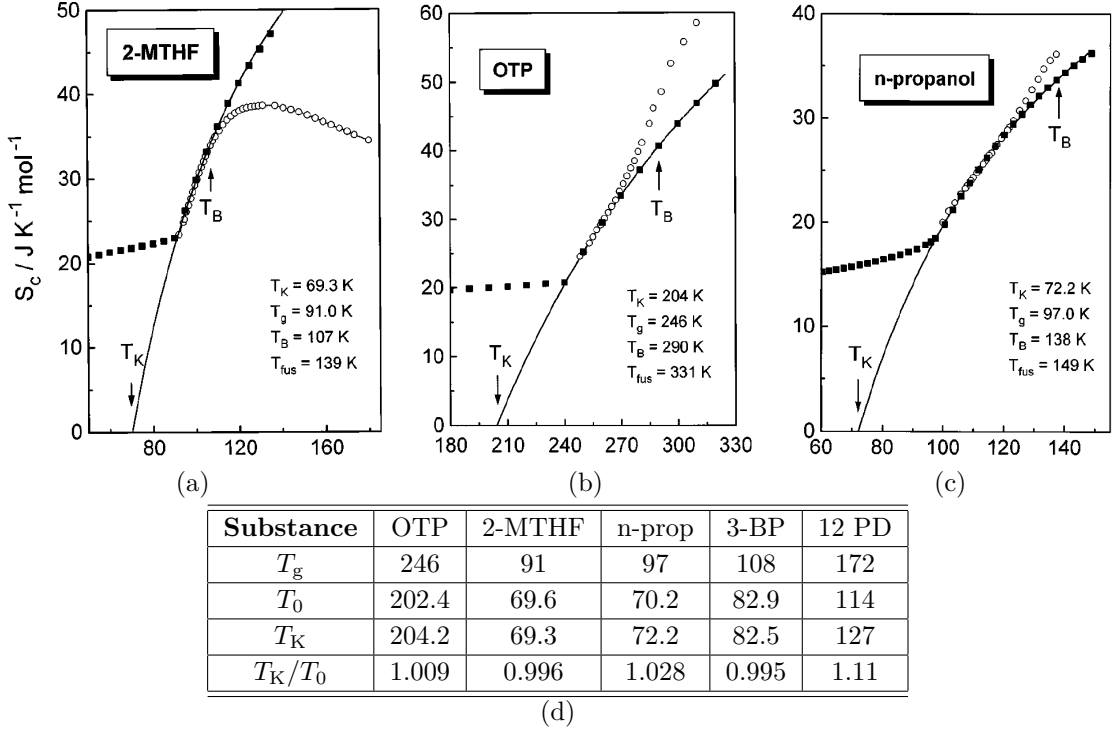 2-MTHF
S_c / J K⁻¹ mol⁻¹
50
40
30
20
10
0
80
120
160
T_B
T_K
T_K = 69.3 K
T_g = 91.0 K
T_B = 107 K
T_fus = 139 K
(a)
OTP
60
50
40
30
20
10
0
180
210
240
270
300
330
T_B
T_K
T_K = 204 K
T_g = 246 K
T_B = 290 K
T_fus = 331 K
(b)
n-propanol
40
30
20
10
0
60
80
100
120
140
T_B
T_K
T_K = 72.2 K
T_g = 97.0 K
T_B = 138 K
T_fus = 149 K
(c)
Substance OTP 2-MTHF n-prop 3-BP 12 PD
T_g 246 91 97 108 172
T_0 202.4 69.6 70.2 82.9 114
T_K 204.2 69.3 72.2 82.5 127
T_K/T_0 1.009 0.996 1.028 0.995 1.11
(d)